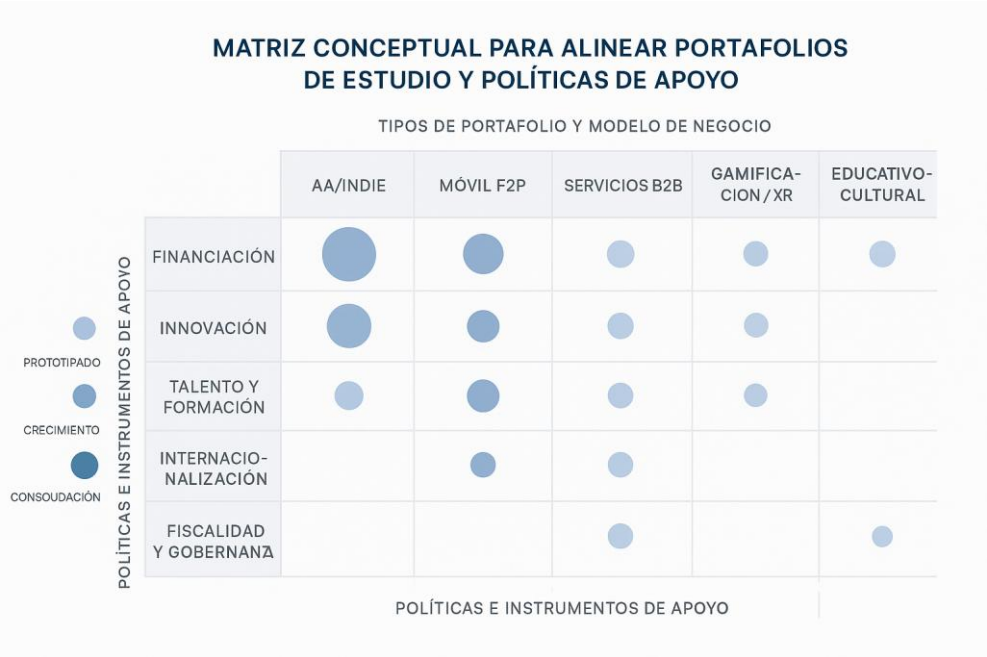 MATRIZ CONCEPTUAL PARA ALINEAR PORTAFOLIOS
DE ESTUDIO Y POLÍTICAS DE APOYO
TIPOS DE PORTAFOLIO Y MODELO DE NEGOCIO
AA/INDIE
MÓVIL F2P
SERVICIOS B2B
GAMIFICA-
CION/XR
EDUCATIVO-
CULTURAL
POLÍTICAS E INSTRUMENTOS DE APOYO
FINANCIACIÓN
INNOVACIÓN
TALENTO Y
FORMACIÓN
INTERNACIO-
NALIZACIÓN
FISCALIDAD
Y GOBERNANA
PROTOTIPADO
CRECIMIENTO
CONSOUDACIÓN
POLÍTICAS E INSTRUMENTOS DE APOYO